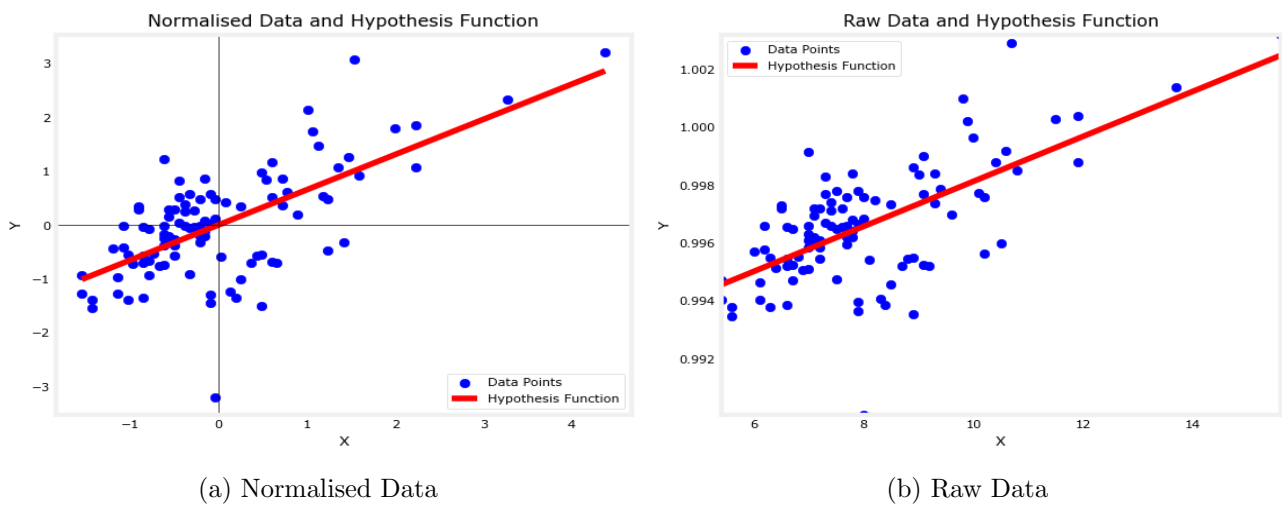 Normalised Data and Hypothesis Function
3
2
1
0
−1
−2
−3
Y
−1
0
1
2
3
4
X
Data Points
Hypothesis Function
(a) Normalised Data
Raw Data and Hypothesis Function
Data Points
Hypothesis Function
1.002
1.000
0.998
0.996
0.994
0.992
Y
6
8
10
12
14
X
(b) Raw Data